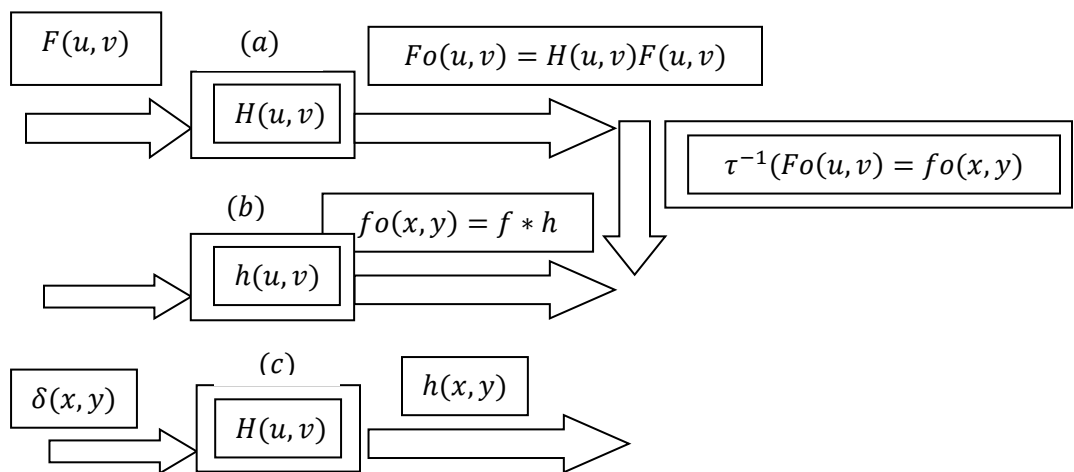 F(u, v)
(a)
Fo(u, v) = H(u, v)F(u, v)
H(u, v)
τ⁻¹(Fo(u, v) = fo(x, y)
(b)
fo(x, y) = f ∗ h
h(u, v)
(c)
h(x, y)
δ(x, y)
H(u, v)